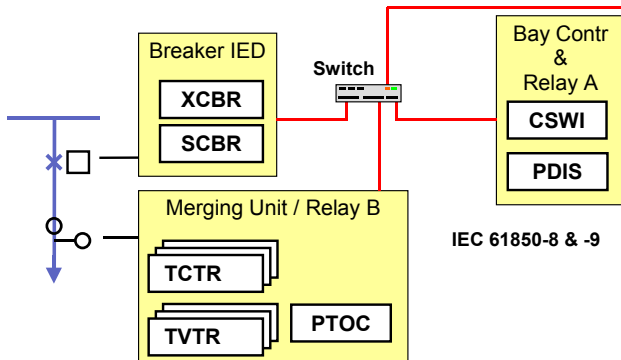 Breaker IED
XCBR
SCBR
Switch
Bay Contr
&
Relay A
CSWI
PDIS
Merging Unit / Relay B
TCTR
TVTR
PTOC
IEC 61850-8 & -9